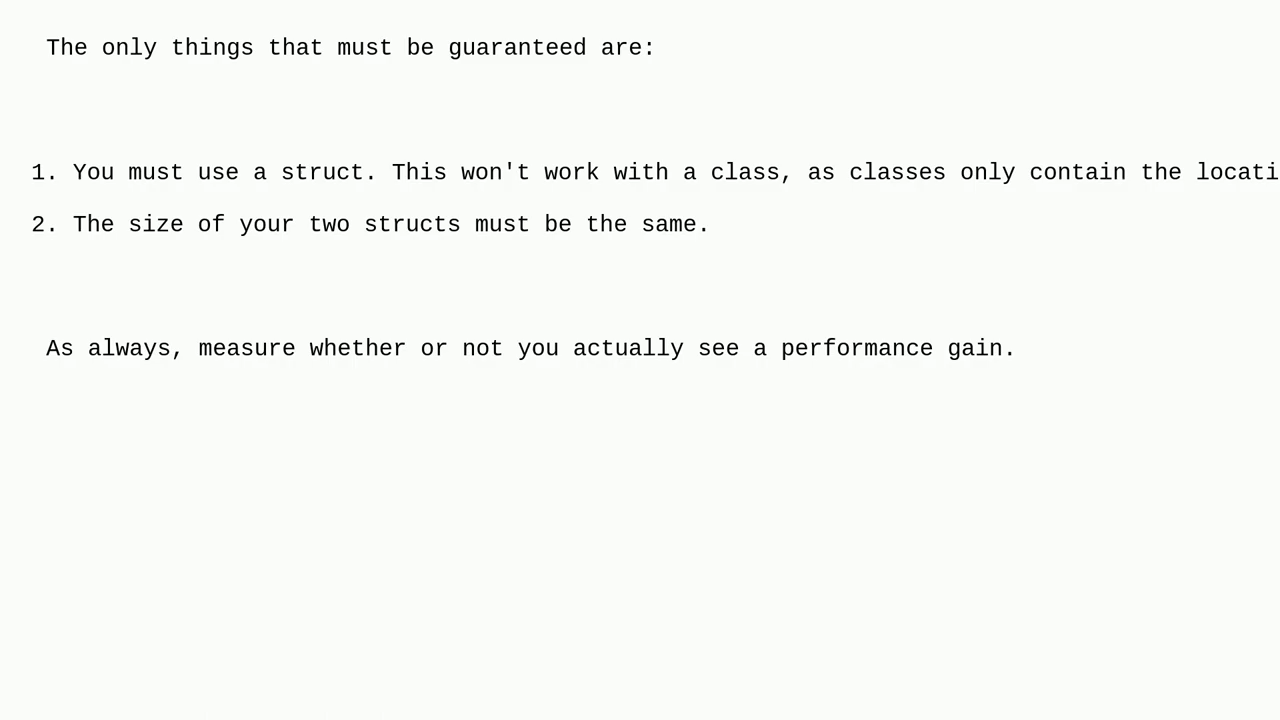 The only things that must be guaranteed are:
1. You must use a struct. This won't work with a class, as classes only contain the
2. The size of your two structs must be the same.
As always, measure whether or not you actually see a performance gain.